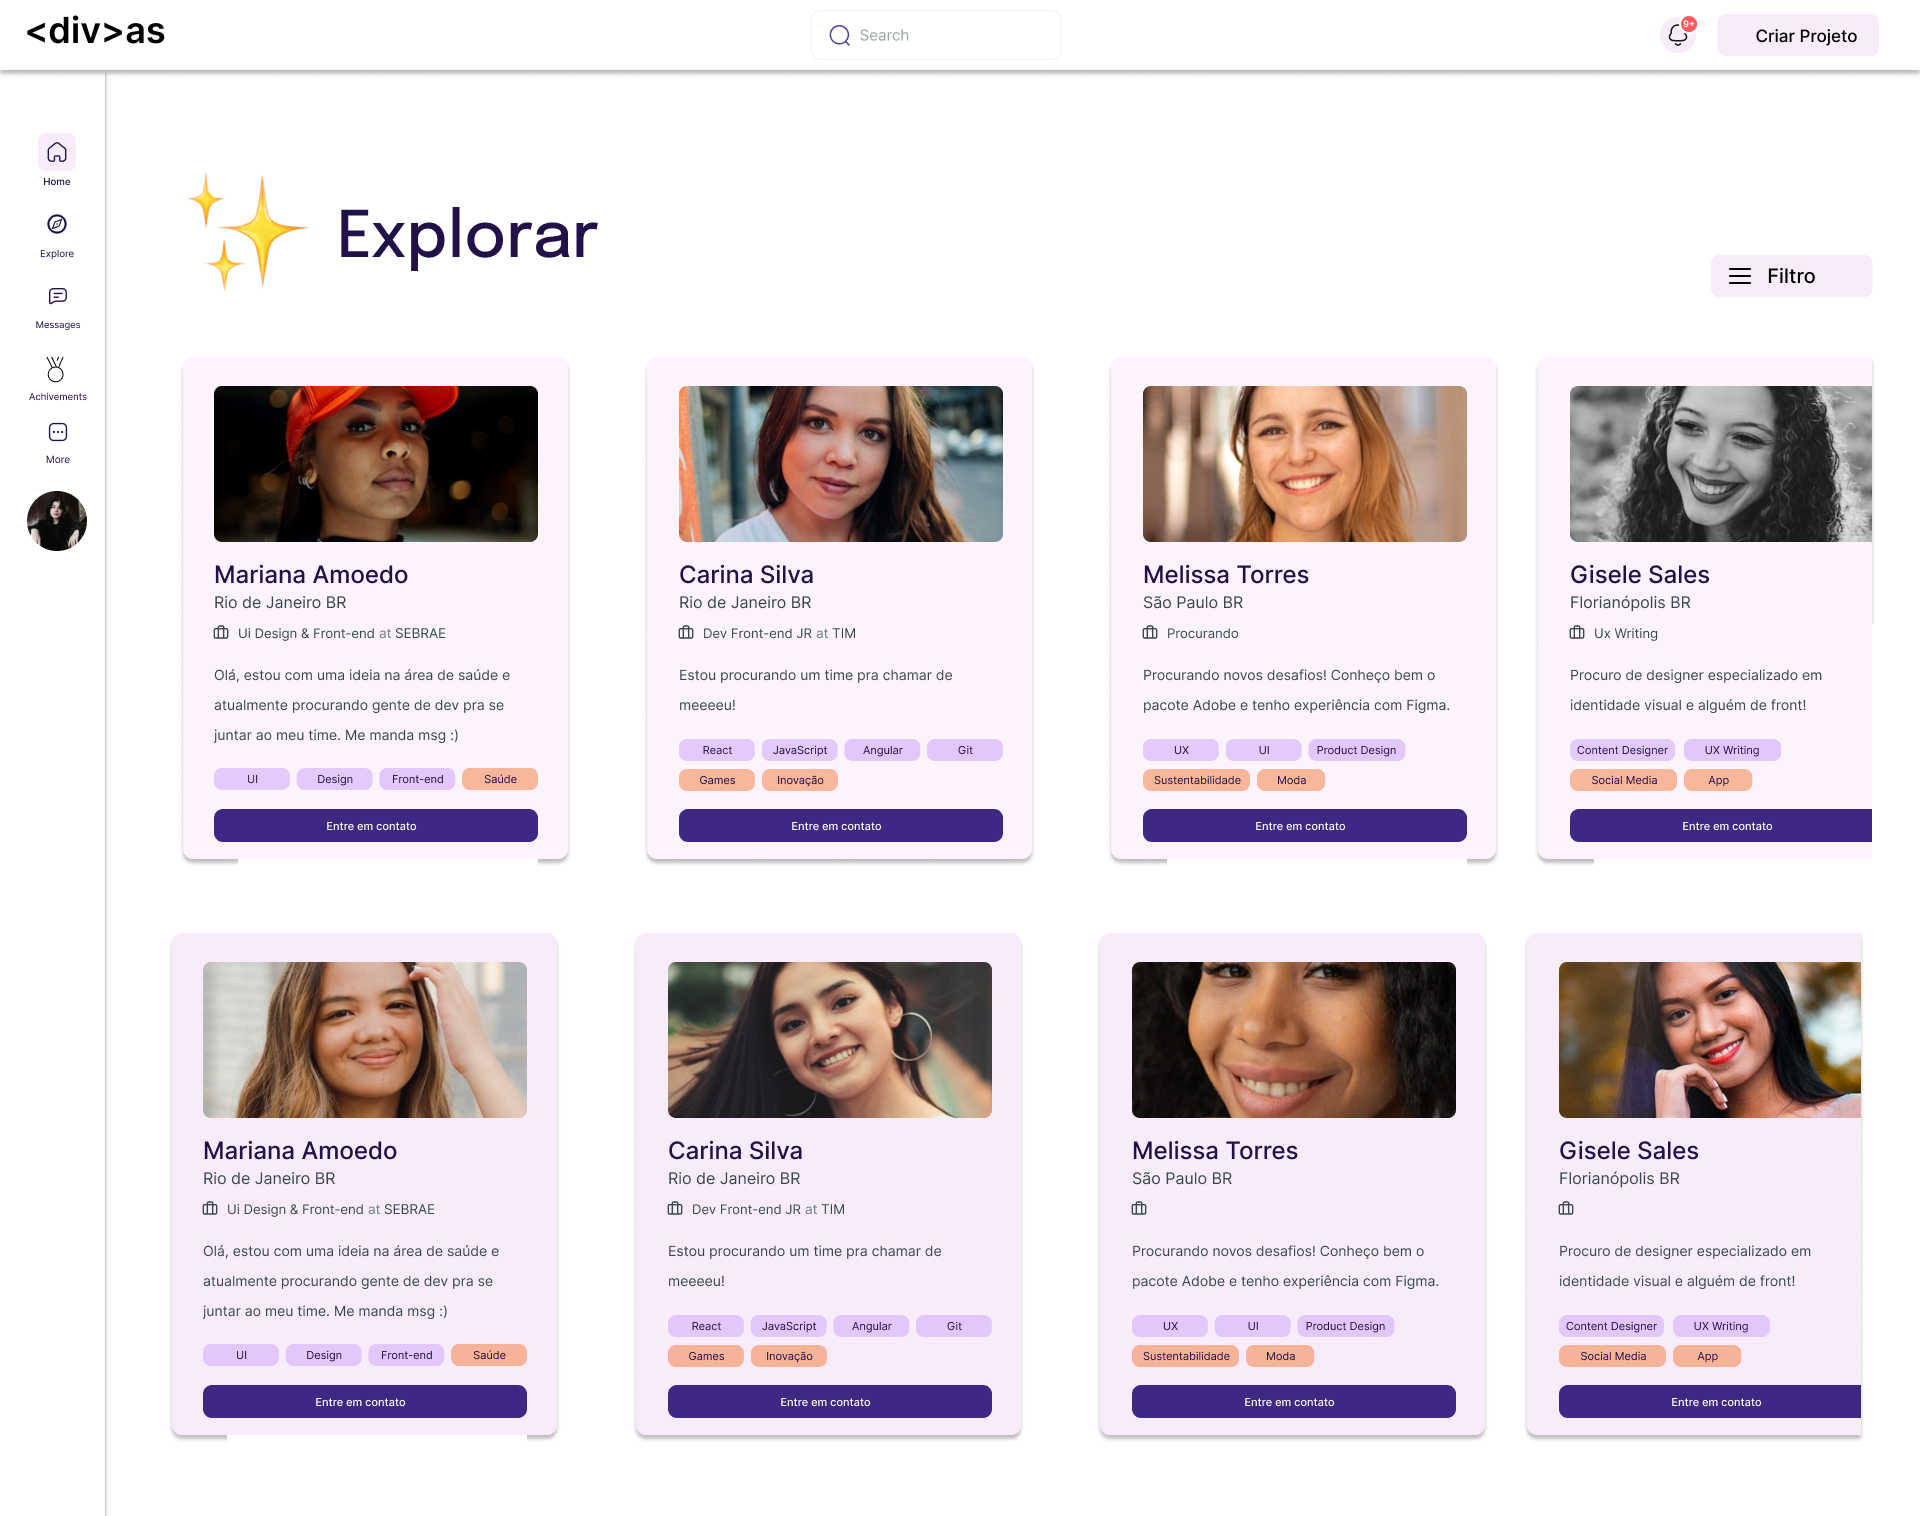 <div>as
Search
9+
Criar Projeto
Home
Explore
Messages
Achivements
More
Explorar
Filtro
Mariana Amoedo
Rio de Janeiro BR
Ui Design & Front-end at SEBRAE
Olá, estou com uma ideia na área de saúde e
atualmente procurando gente de dev pra se
juntar ao meu time. Me manda msg :)
UI Design Front-end Saúde
Entre em contato
Carina Silva
Rio de Janeiro BR
Dev Front-end JR at TIM
Estou procurando um time pra chamar de
meeeeu!
React JavaScript Angular Git
Games Inovação
Entre em contato
Melissa Torres
São Paulo BR
Procurando
Procurando novos desafios! Conheço bem o
pacote Adobe e tenho experiência com Figma.
UX UI Product Design
Sustentabilidade Moda
Entre em contato
Gisele Sales
Florianópolis BR
Ux Writing
Procuro de designer especializado em
identidade visual e alguém de front!
Content Designer UX Writing
Social Media App
Entre em contato
Mariana Amoedo
Rio de Janeiro BR
Ui Design & Front-end at SEBRAE
Olá, estou com uma ideia na área de saúde e
atualmente procurando gente de dev pra se
juntar ao meu time. Me manda msg :)
UI Design Front-end Saúde
Entre em contato
Carina Silva
Rio de Janeiro BR
Dev Front-end JR at TIM
Estou procurando um time pra chamar de
meeeeu!
React JavaScript Angular Git
Games Inovação
Entre em contato
Melissa Torres
São Paulo BR
Procurando novos desafios! Conheço bem o
pacote Adobe e tenho experiência com Figma.
UX UI Product Design
Sustentabilidade Moda
Entre em contato
Gisele Sales
Florianópolis BR
Procuro de designer especializado em
identidade visual e alguém de front!
Content Designer UX Writing
Social Media App
Entre em contato